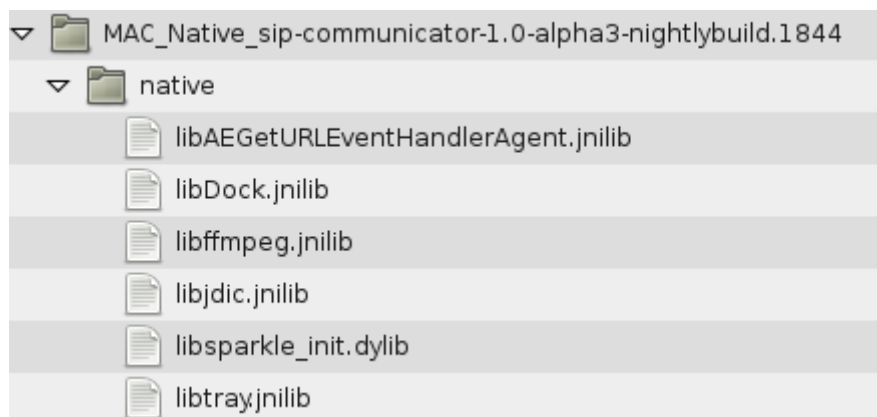 MAC_Native_sip-communicator-1.0-alpha3-nightlybuild.1844
native
libAEGetURLEventHandlerAgent.jnilib
libDock.jnilib
libffmpeg.jnilib
libjdic.jnilib
libsparkle_init.dylib
libtray.jnilib